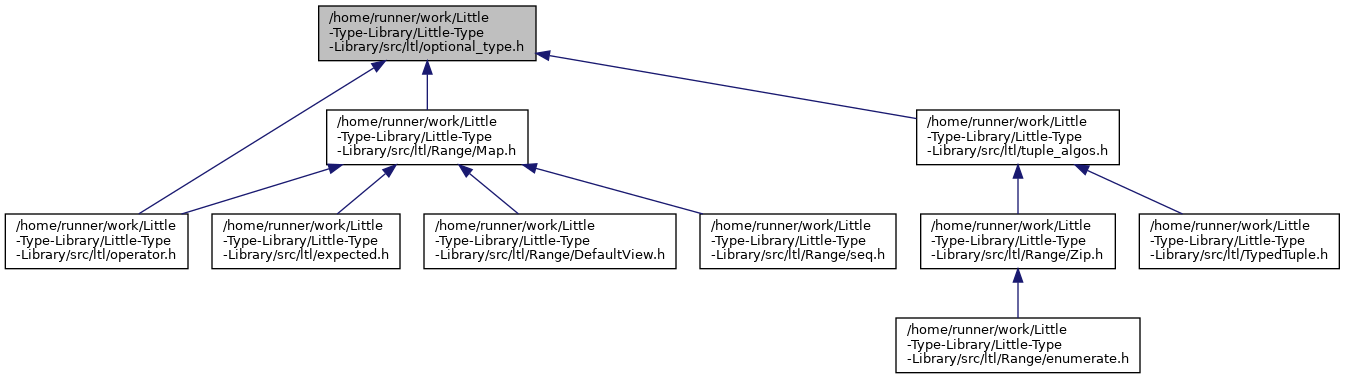 /home/runner/work/Little
-Type-Library/Little-Type
-Library/src/ltl/optional_type.h
/home/runner/work/Little
-Type-Library/Little-Type
-Library/src/ltl/Range/Map.h
/home/runner/work/Little
-Type-Library/Little-Type
-Library/src/ltl/tuple_algos.h
/home/runner/work/Little
-Type-Library/Little-Type
-Library/src/ltl/operator.h
/home/runner/work/Little
-Type-Library/Little-Type
-Library/src/ltl/expected.h
/home/runner/work/Little
-Type-Library/Little-Type
-Library/src/ltl/Range/DefaultView.h
/home/runner/work/Little
-Type-Library/Little-Type
-Library/src/ltl/Range/seq.h
/home/runner/work/Little
-Type-Library/Little-Type
-Library/src/ltl/Range/Zip.h
/home/runner/work/Little
-Type-Library/Little-Type
-Library/src/ltl/TypedTuple.h
/home/runner/work/Little
-Type-Library/Little-Type
-Library/src/ltl/Range/enumerate.h